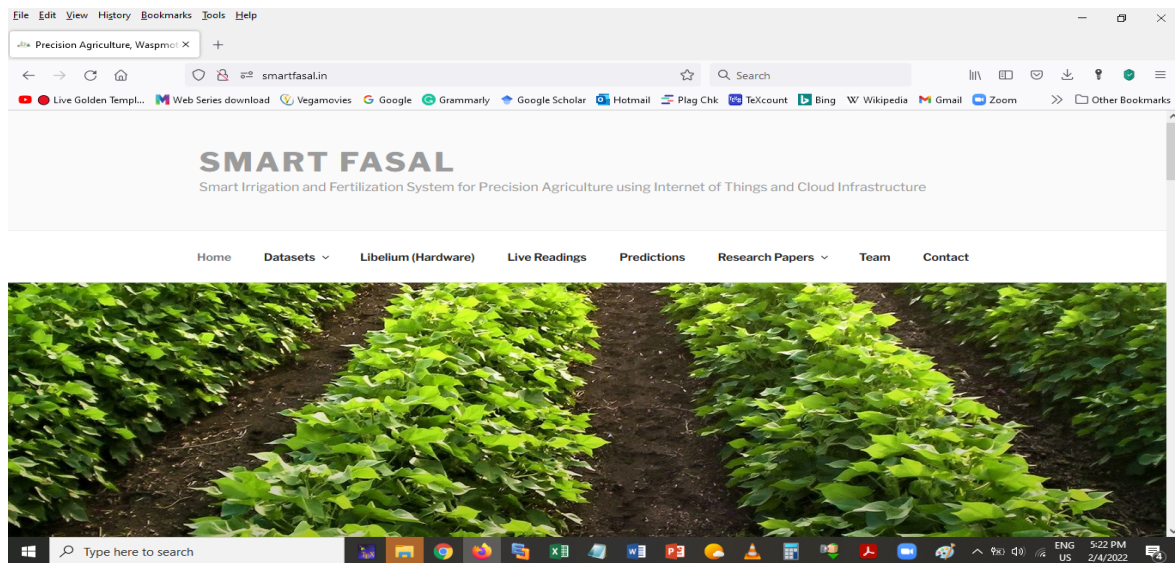 File Edit View History Bookmarks Tools Help
Precision Agriculture, Waspmot
smartfasal.in
Search
Live Golden Templ... Web Series download Vegamovies Google Grammarly Google Scholar Hotmail Plag Chk TeXcount Bing Wikipedia Gmail Zoom Other Bookmarks
SMART FASAL
Smart Irrigation and Fertilization System for Precision Agriculture using Internet of Things and Cloud Infrastructure
Home Datasets Libelium (Hardware) Live Readings Predictions Research Papers Team Contact
Type here to search
ENG 5:22 PM
US 2/4/2022